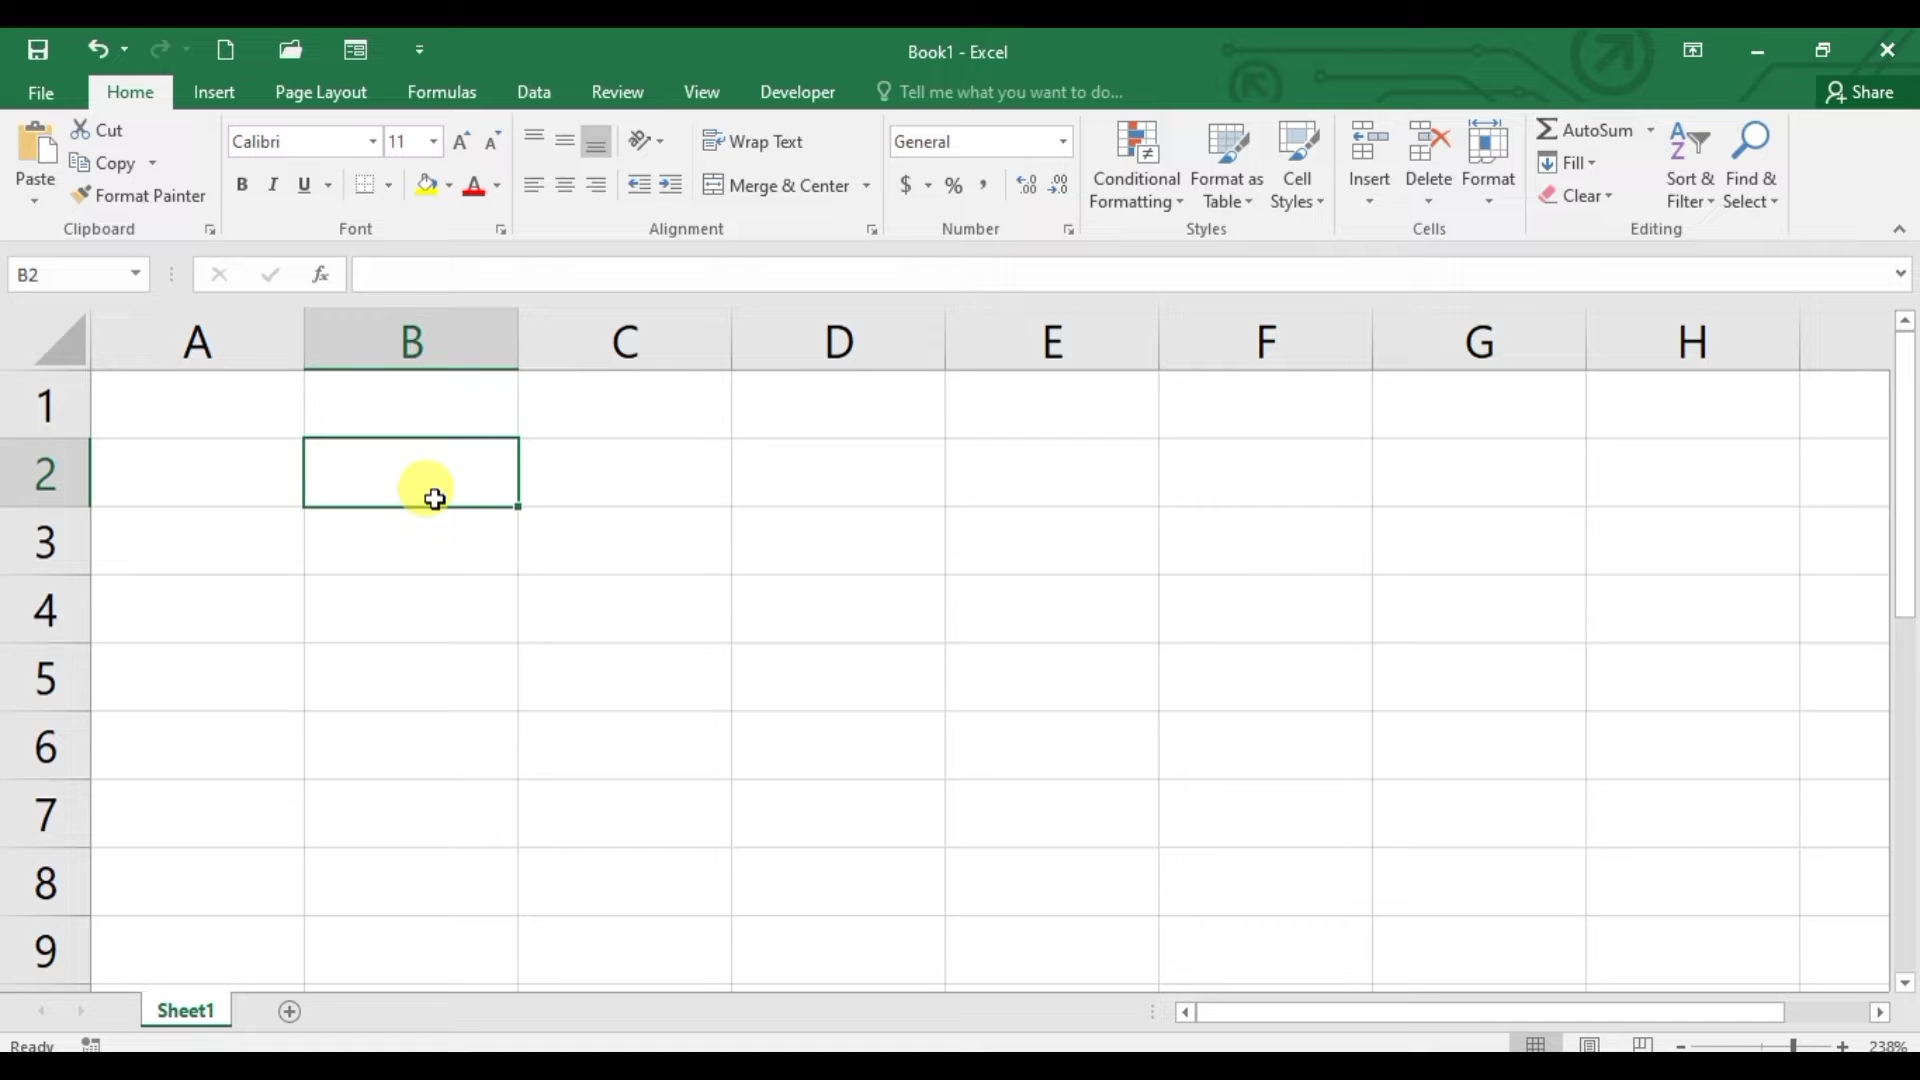 Book1 - Excel
File Home Insert Page Layout Formulas Data Review View Developer Tell me what you want to do... Share
Paste
Cut
Copy
Format Painter
Clipboard
Calibri 11
B I U A
Font
Wrap Text
Merge & Center
Alignment
General
$ % ,
Number
Conditional Formatting
Format as Table
Cell Styles
Styles
Insert
Delete
Format
Cells
AutoSum
Fill
Clear
Sort & Filter
Find & Select
Editing
B2 fx
A B C D E F G H
1
2
3
4
5
6
7
8
9
Sheet1
Ready 238%